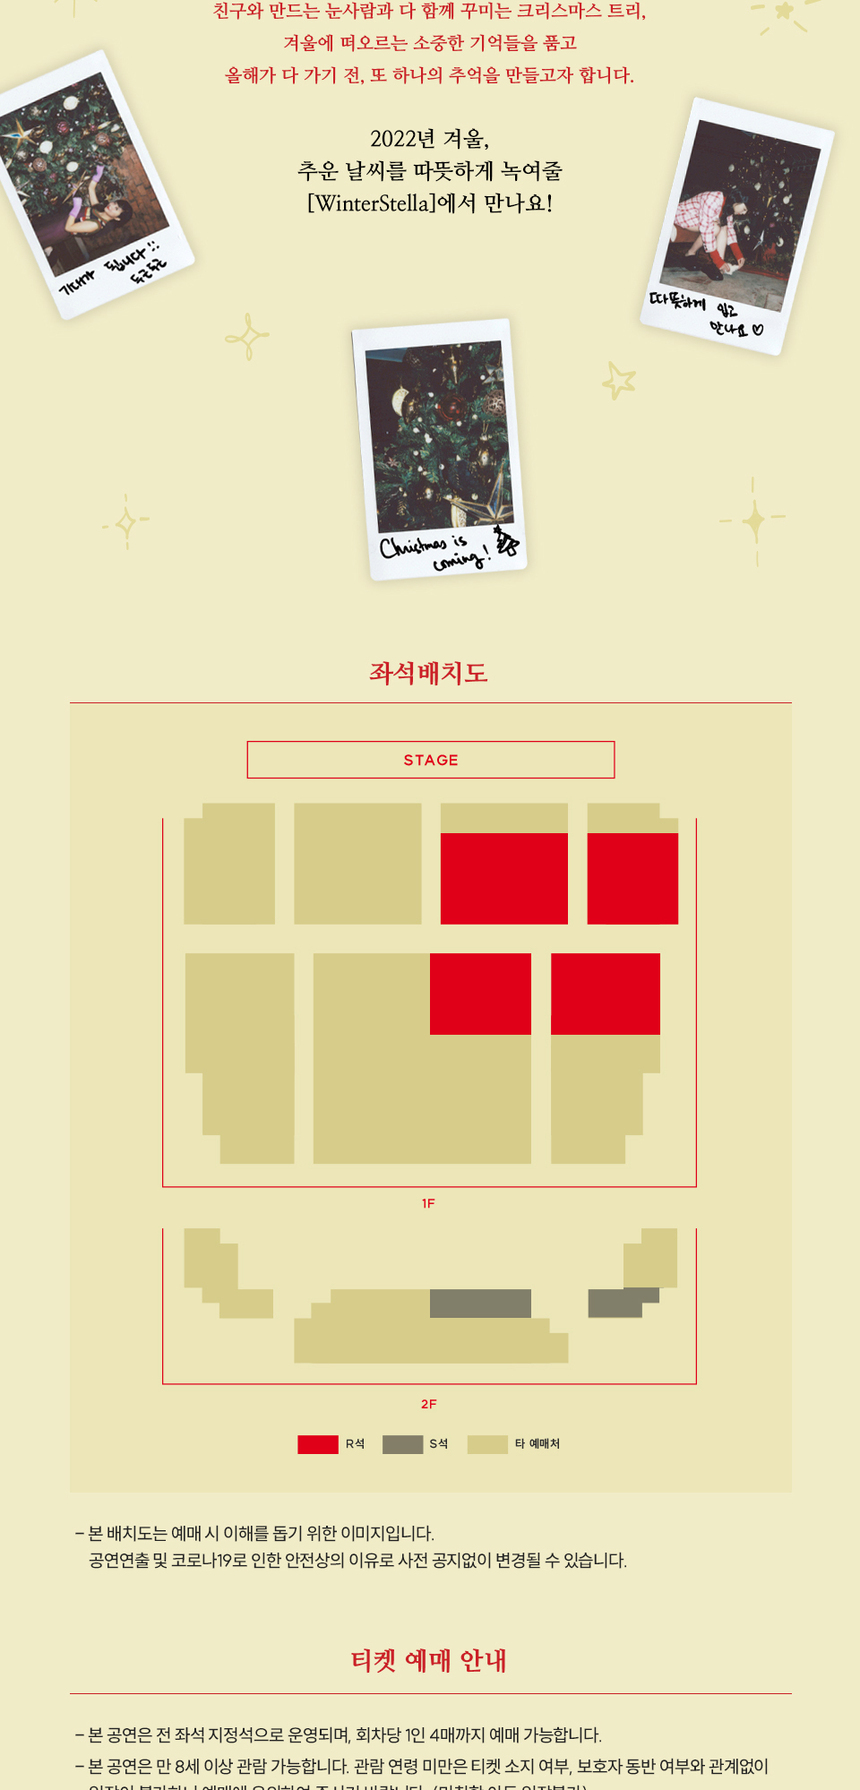 친구와 만드는 눈사람과 다 함께 꾸미는 크리스마스 트리,
겨울에 떠오르는 소중한 기억들을 품고
올해가 다 가기 전, 또 하나의 추억을 만들고자 합니다.
2022년 겨울,
추운 날씨를 따뜻하게 녹여줄
[WinterStella]에서 만나요!
기대가 됩니다!!
두근두근
따뜻하게 입고
만나요♡
Christmas is
coming!
좌석배치도
STAGE
1F
2F
R석 S석 타 예매처
– 본 배치도는 예매 시 이해를 돕기 위한 이미지입니다.
공연연출 및 코로나19로 인한 안전상의 이유로 사전 공지없이 변경될 수 있습니다.
티켓 예매 안내
– 본 공연은 전 좌석 지정석으로 운영되며, 회차당 1인 4매까지 예매 가능합니다.
– 본 공연은 만 8세 이상 관람 가능합니다. 관람 연령 미만은 티켓 소지 여부, 보호자 동반 여부와 관계없이